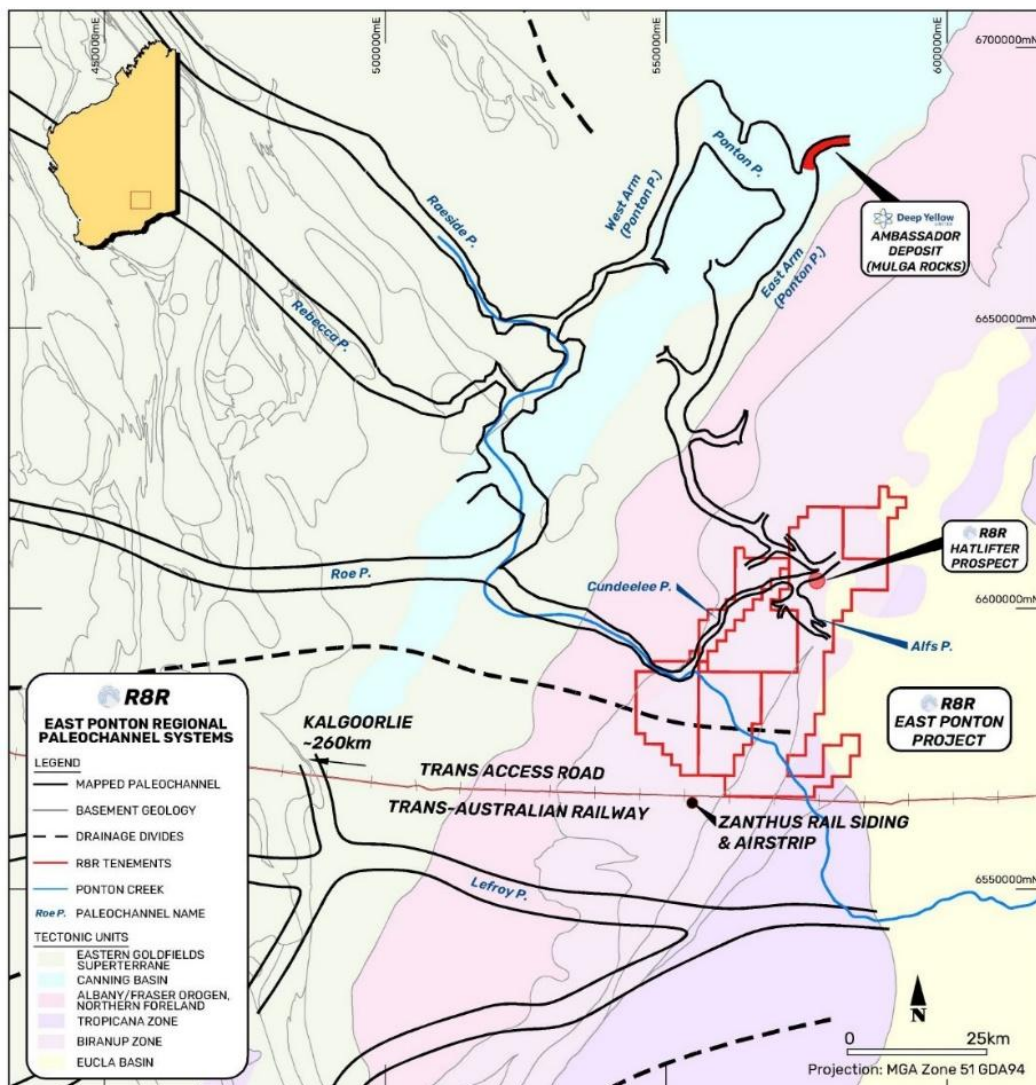 450000mE
500000mE
550000mE
600000mE
6700000mN
Ponton P.
West Arm
(Ponton P.)
Raeside P.
Deep Yellow
LIMITED
AMBASSADOR
DEPOSIT
(MULGA ROCKS)
East Arm
(Ponton P.)
6650000mN
Rebecca P.
R8R
HATLIFTER
PROSPECT
Roe P.
Cundeelee P.
6600000mN
Alfs P.
R8R
EAST PONTON
PROJECT
KALGOORLIE
~260km
TRANS ACCESS ROAD
TRANS-AUSTRALIAN RAILWAY
ZANTHUS RAIL SIDING
& AIRSTRIP
Lefroy P.
6550000mN
R8R
EAST PONTON REGIONAL
PALEOCHANNEL SYSTEMS
LEGEND
MAPPED PALEOCHANNEL
BASEMENT GEOLOGY
DRAINAGE DIVIDES
R8R TENEMENTS
PONTON CREEK
Roe P. PALEOCHANNEL NAME
TECTONIC UNITS
EASTERN GOLDFIELDS
SUPERTERRANE
CANNING BASIN
ALBANY/FRASER OROGEN,
NORTHERN FORELAND
TROPICANA ZONE
BIRANUP ZONE
EUCLA BASIN
N
0 25km
Projection: MGA Zone 51 GDA94